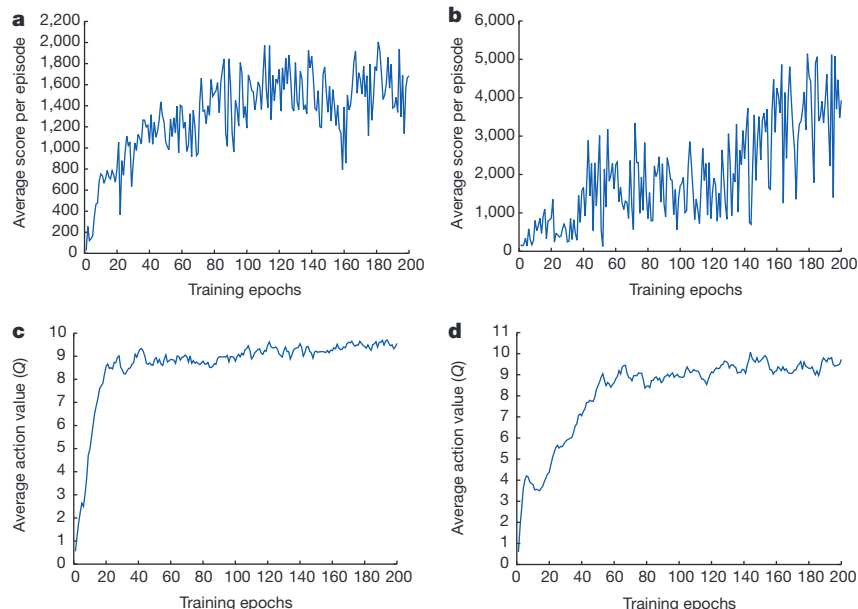 a
Average score per episode
2,200
2,000
1,800
1,600
1,400
1,200
1,000
800
600
400
200
0
0 20 40 60 80 100 120 140 160 180 200
Training epochs
b
Average score per episode
6,000
5,000
4,000
3,000
2,000
1,000
0
0 20 40 60 80 100 120 140 160 180 200
Training epochs
c
Average action value (Q)
10
9
8
7
6
5
4
3
2
1
0
0 20 40 60 80 100 120 140 160 180 200
Training epochs
d
Average action value (Q)
11
10
9
8
7
6
5
4
3
2
1
0
0 20 40 60 80 100 120 140 160 180 200
Training epochs